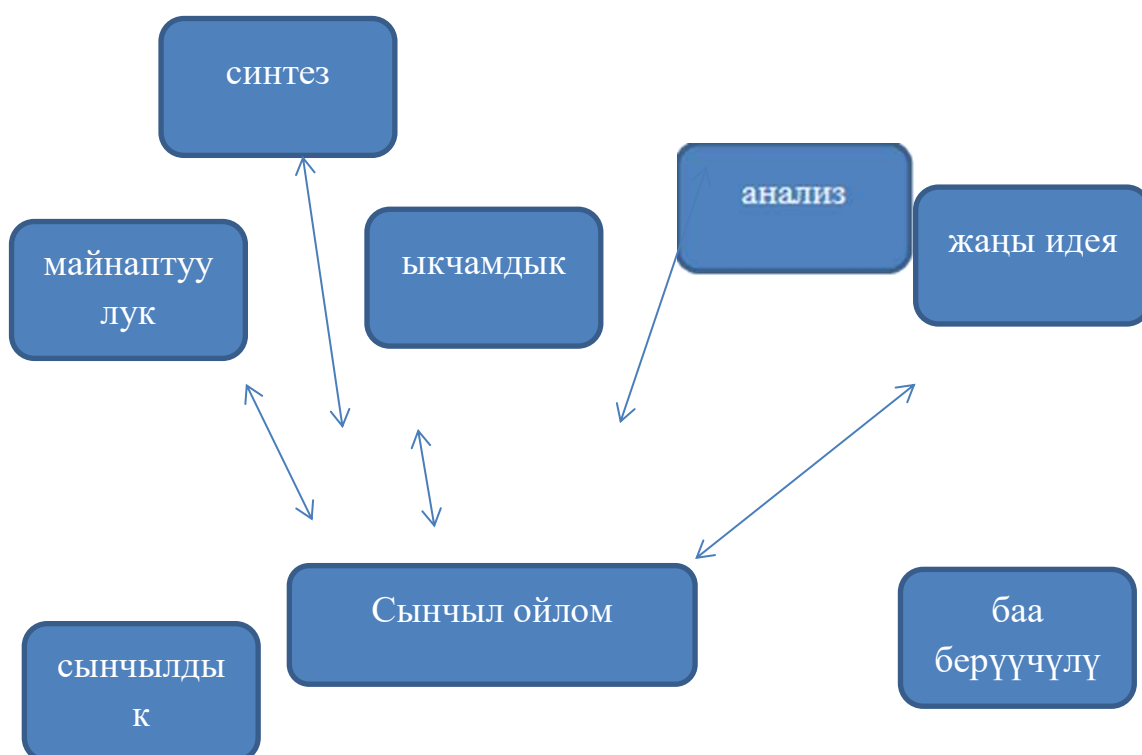 синтез
анализ
жаңы идея
майнаптуу
лук
ыкчамдык
Сынчыл ойлом
баа
берүүчүлү
сынчылды
к